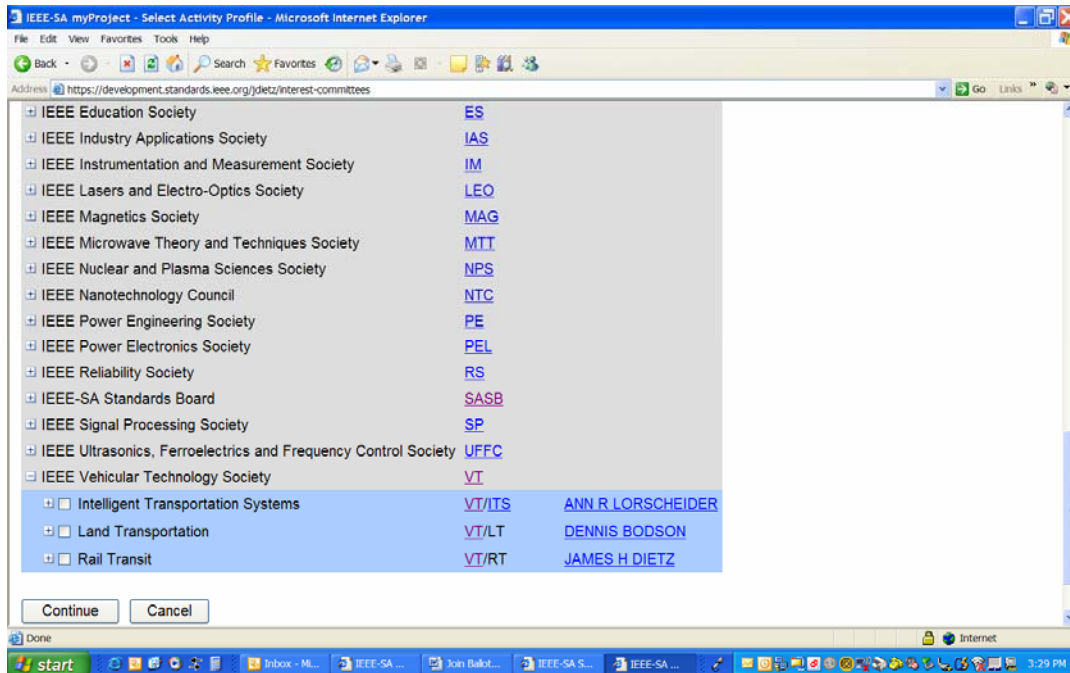 IEEE-SA myProject - Select Activity Profile - Microsoft Internet Explorer
File Edit View Favorites Tools Help
Back Search Favorites
Address https://development.standards.ieee.org/jdietz/interest-committees Go Links »
IEEE Education Society ES
IEEE Industry Applications Society IAS
IEEE Instrumentation and Measurement Society IM
IEEE Lasers and Electro-Optics Society LEO
IEEE Magnetics Society MAG
IEEE Microwave Theory and Techniques Society MTT
IEEE Nuclear and Plasma Sciences Society NPS
IEEE Nanotechnology Council NTC
IEEE Power Engineering Society PE
IEEE Power Electronics Society PEL
IEEE Reliability Society RS
IEEE-SA Standards Board SASB
IEEE Signal Processing Society SP
IEEE Ultrasonics, Ferroelectrics and Frequency Control Society UFFC
IEEE Vehicular Technology Society VT
Intelligent Transportation Systems VT/ITS ANN R LORSCHEIDER
Land Transportation VT/LT DENNIS BODSON
Rail Transit VT/RT JAMES H DIETZ
Continue Cancel
Done Internet
start Inbox - Mi... IEEE-SA ... Join Ballot... IEEE-SA S... IEEE-SA ... 3:29 PM